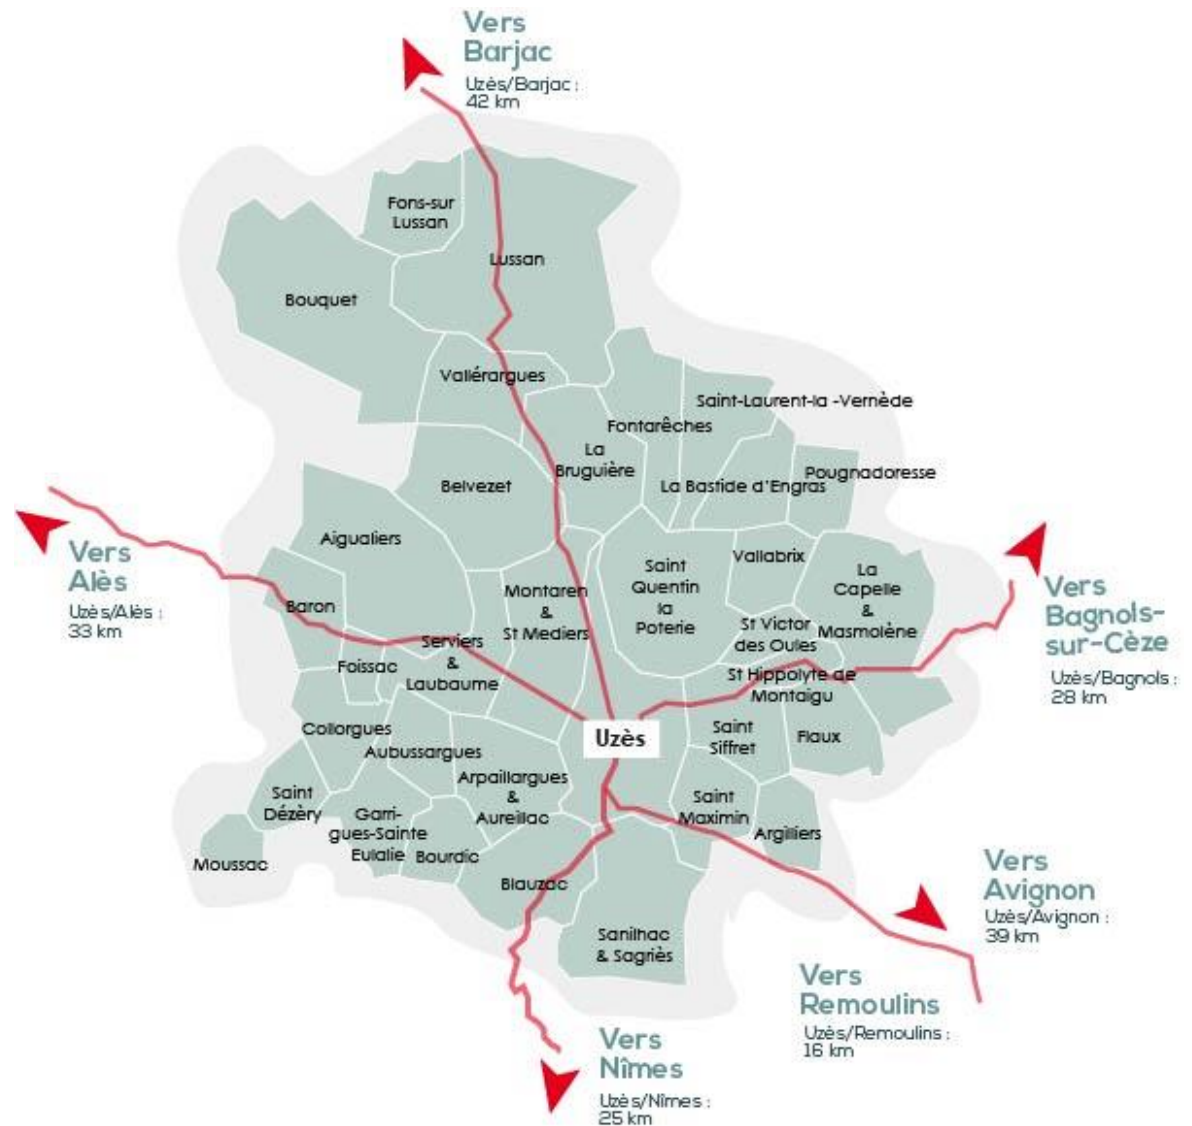 Vers
Barjac
Uzès/Barjac :
42 km
Fons-sur
Lussan
Lussan
Bouquet
Vallérargues
Saint-Laurent-la -Vernède
Fontarêches
La
Bruguière
Pougnadoresse
Belvezet
La Bastide d'Engras
Aigualiers
Vers
Alès
Uzès/Alès :
33 km
Baron
Montaren
&
St Mediers
Saint
Quentin
la
Poterie
Vallabrix
La
Capelle
&
Masmolène
Vers
Bagnols-
sur-Cèze
Uzès/Bagnols :
28 km
St Victor
des Oules
Serviers
&
Laubaume
Foissac
St Hippolyte de
Montaigu
Collorgues
Aubussargues
Uzès
Saint
Siffret
Flaux
Arpaillargues
&
Aureillac
Saint
Dézèry
Saint
Maximin
Argilliers
Garri-
gues-Sainte
Eulalie
Bourdic
Moussac
Blauzac
Sanilhac
& Sagriès
Vers
Avignon
Uzès/Avignon :
39 km
Vers
Remoulins
Uzès/Remoulins :
16 km
Vers
Nîmes
Uzès/Nîmes :
25 km